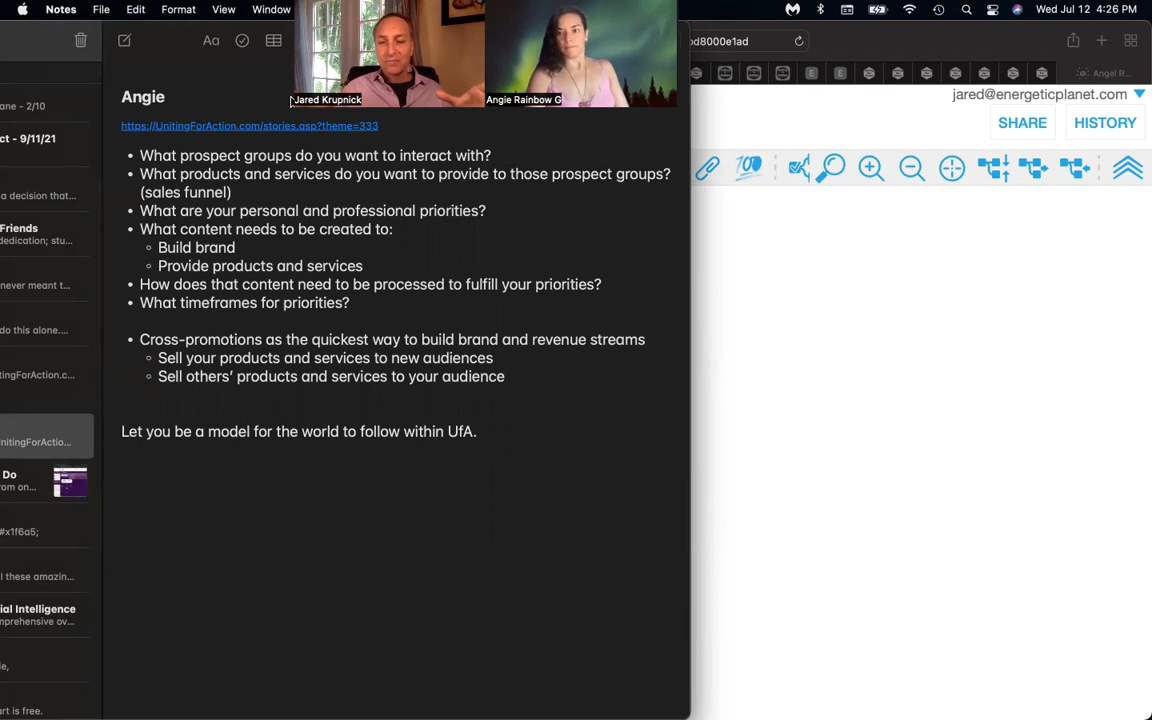 Notes File Edit Format View Window
Wed Jul 12 4:26 PM
Aa
bd8000e1ad
E E
Angel R...
Jared Krupnick
Angie Rainbow G
ane - 2/10
ct - 9/11/21
a decision that...
Friends
dedication; stu...
never meant t...
do this alone....
tingForAction.c...
UnitingForActio...
Do
rom on...
#x1f6a5;
l these amazin...
ial Intelligence
mprehensive ov...
le,
art is free.
Angie
https://UnitingForAction.com/stories.asp?theme=333
• What prospect groups do you want to interact with?
• What products and services do you want to provide to those prospect groups?
(sales funnel)
• What are your personal and professional priorities?
• What content needs to be created to:
◦ Build brand
◦ Provide products and services
• How does that content need to be processed to fulfill your priorities?
• What timeframes for priorities?
• Cross-promotions as the quickest way to build brand and revenue streams
◦ Sell your products and services to new audiences
◦ Sell others’ products and services to your audience
Let you be a model for the world to follow within UfA.
jared@energeticplanet.com
SHARE HISTORY
100